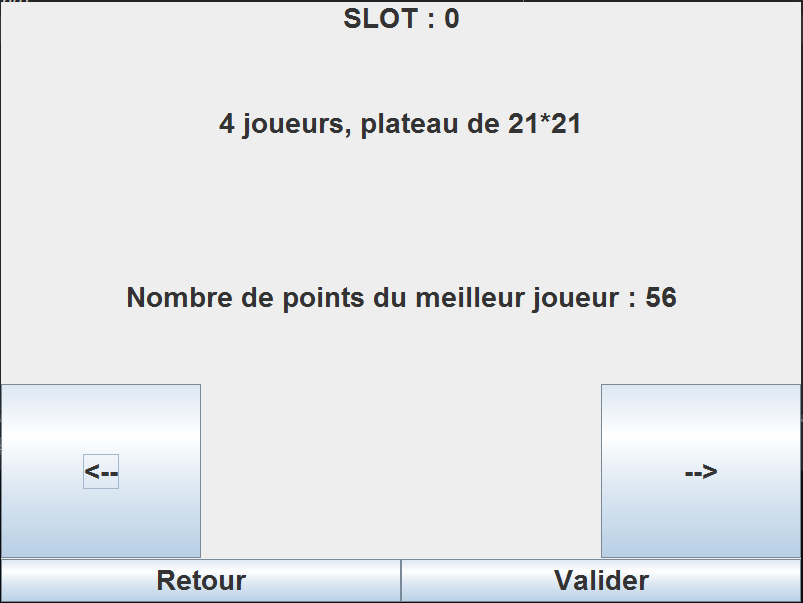 SLOT : 0
4 joueurs, plateau de 21*21
Nombre de points du meilleur joueur : 56
<--
-->
Retour
Valider